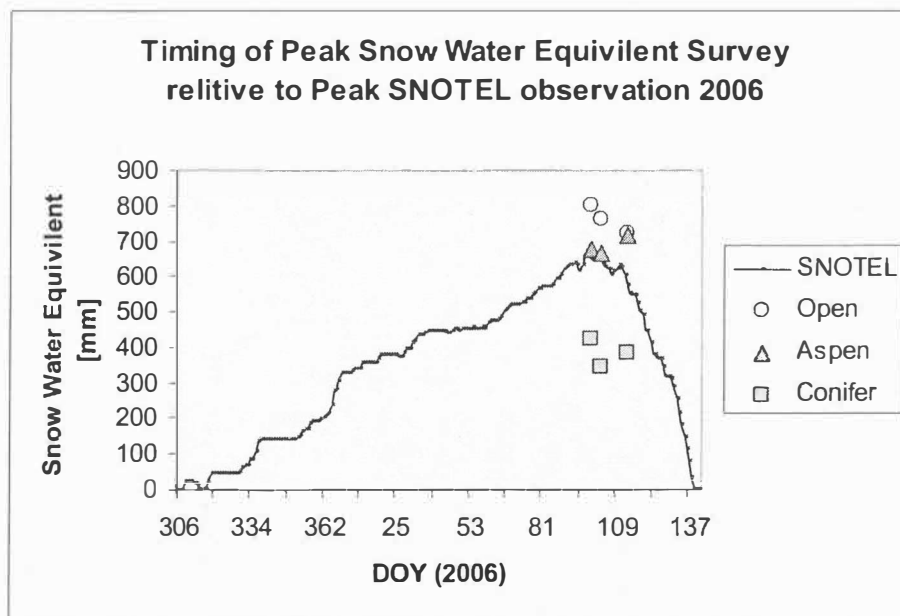 Timing of Peak Snow Water Equivilent Survey
relitive to Peak SNOTEL observation 2006
Snow Water Equivilent
[mm]
900
800
700
600
500
400
300
200
100
0
306 334 362 25 53 81 109 137
DOY (2006)
SNOTEL
Open
Aspen
Conifer